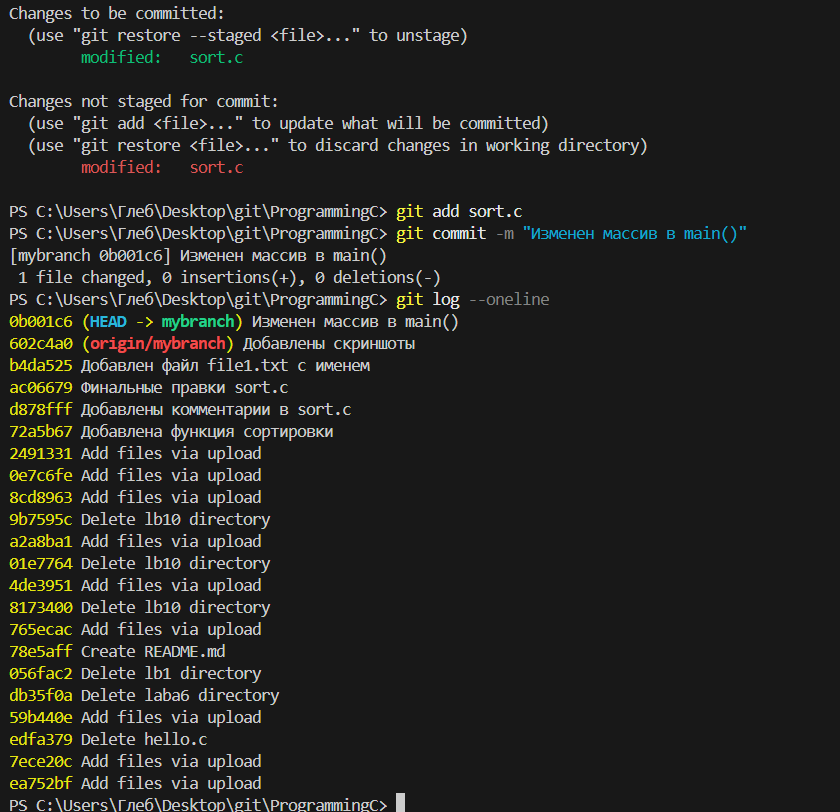 Changes to be committed:
  (use "git restore --staged <file>..." to unstage)
        modified:   sort.c

Changes not staged for commit:
  (use "git add <file>..." to update what will be committed)
  (use "git restore <file>..." to discard changes in working directory)
        modified:   sort.c

PS C:\Users\Глеб\Desktop\git\ProgrammingC> git add sort.c
PS C:\Users\Глеб\Desktop\git\ProgrammingC> git commit -m "Изменен массив в main()"
[mybranch 0b001c6] Изменен массив в main()
 1 file changed, 0 insertions(+), 0 deletions(-)
PS C:\Users\Глеб\Desktop\git\ProgrammingC> git log --oneline
0b001c6 (HEAD -> mybranch) Изменен массив в main()
602c4a0 (origin/mybranch) Добавлены скриншоты
b4da525 Добавлен файл file1.txt с именем
ac06679 Финальные правки sort.c
d878fff Добавлены комментарии в sort.c
72a5b67 Добавлена функция сортировки
2491331 Add files via upload
0e7c6fe Add files via upload
8cd8963 Add files via upload
9b7595c Delete lb10 directory
a2a8ba1 Add files via upload
01e7764 Delete lb10 directory
4de3951 Add files via upload
8173400 Delete lb10 directory
765ecac Add files via upload
78e5aff Create README.md
056fac2 Delete lb1 directory
db35f0a Delete laba6 directory
59b440e Add files via upload
edfa379 Delete hello.c
7ece20c Add files via upload
ea752bf Add files via upload
PS C:\Users\Глеб\Desktop\git\ProgrammingC>